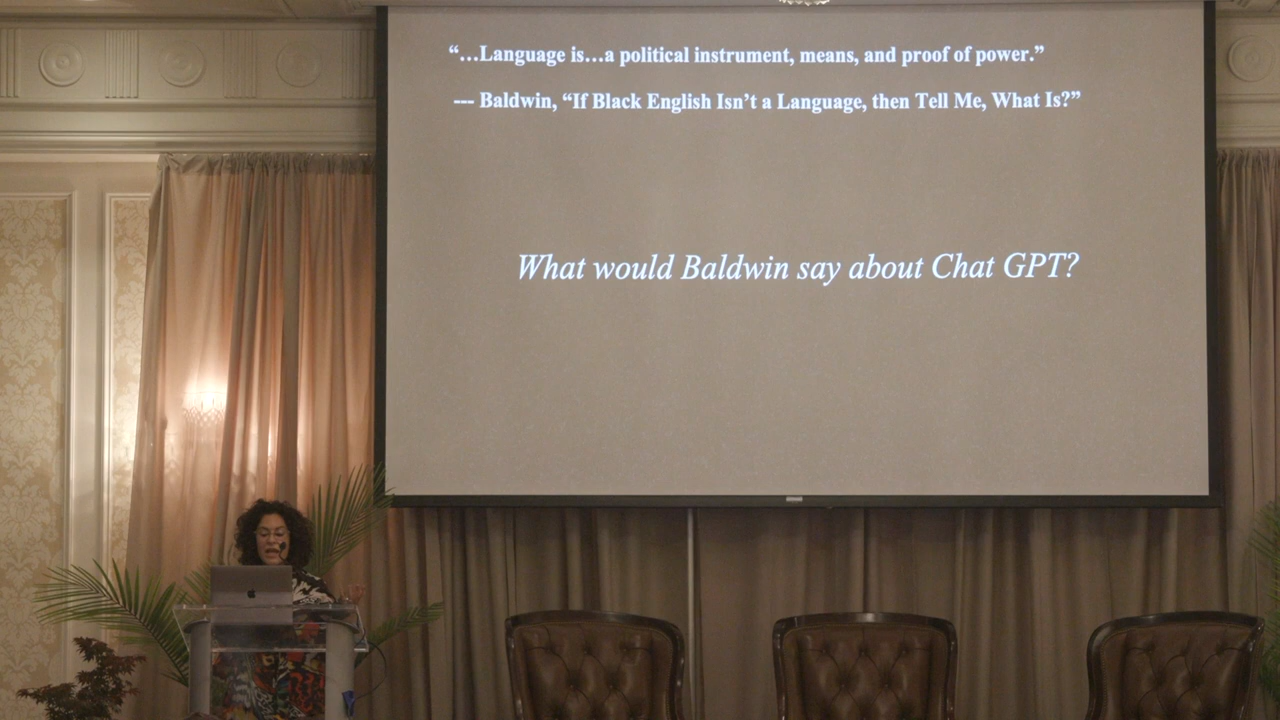 “…Language is…a political instrument, means, and proof of power.”
--- Baldwin, “If Black English Isn’t a Language, then Tell Me, What Is?”
What would Baldwin say about Chat GPT?